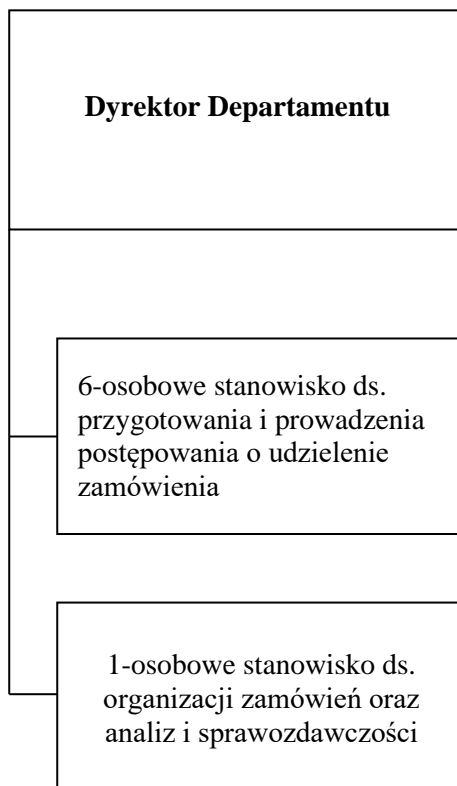 Dyrektor Departamentu
6-osobowe stanowisko ds.
przygotowania i prowadzenia
postępowania o udzielenie
zamówienia
1-osobowe stanowisko ds.
organizacji zamówień oraz
analiz i sprawozdawczości